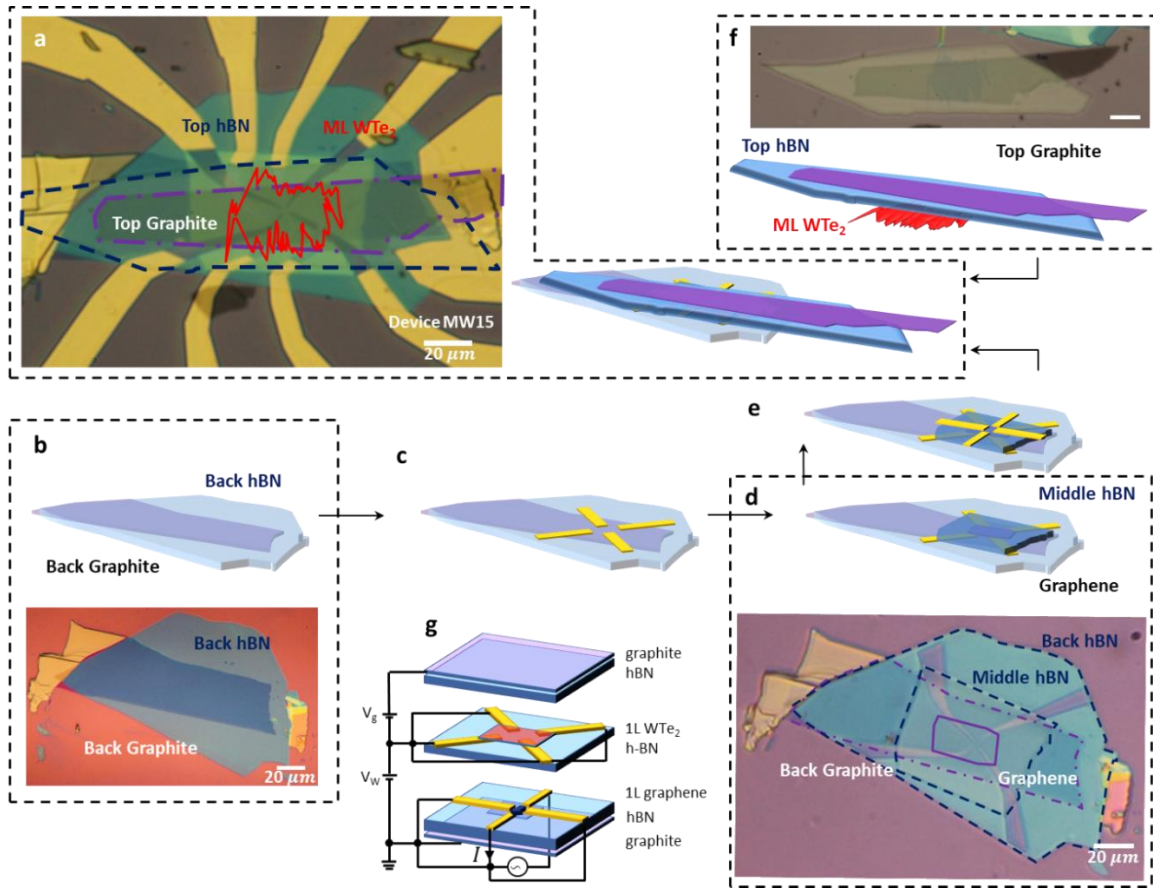 a
Top hBN
ML WTe₂
Top Graphite
Device MW15
20 μm
f
Top hBN
Top Graphite
ML WTe₂
b
Back hBN
Back Graphite
Back hBN
Back Graphite
20 μm
c
e
d
Middle hBN
Graphene
Back hBN
Middle hBN
Back Graphite
Graphene
20 μm
g
graphite
hBN
V_g
1L WTe₂
h-BN
V_W
1L graphene
hBN
graphite
I